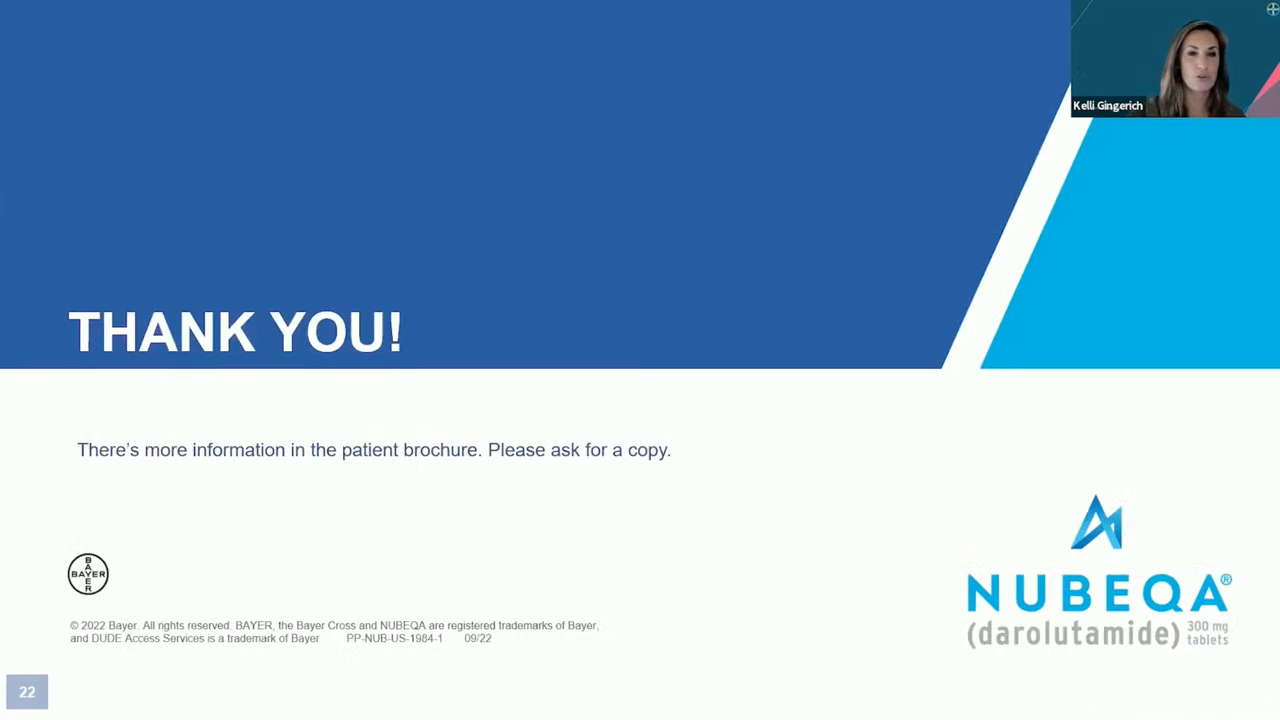 Kelli Gingerich
THANK YOU!
There's more information in the patient brochure. Please ask for a copy.
BAYER
BAYER
NUBEQA®
(darolutamide) 300 mg tablets
© 2022 Bayer. All rights reserved. BAYER, the Bayer Cross and NUBEQA are registered trademarks of Bayer,
and DUDE Access Services is a trademark of Bayer PP-NUB-US-1984-1 09/22
22